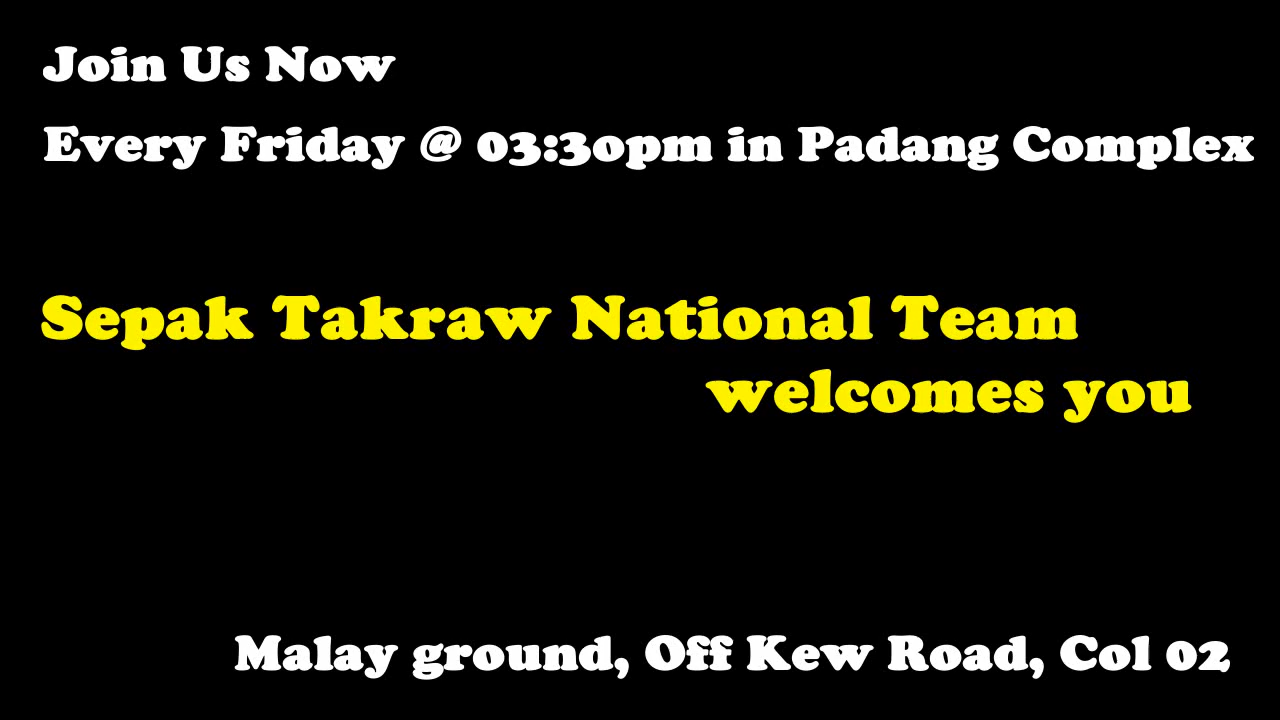 Join Us Now
Every Friday @ 03:30pm in Padang Complex
Sepak Takraw National Team
welcomes you
Malay ground, Off Kew Road, Col 02